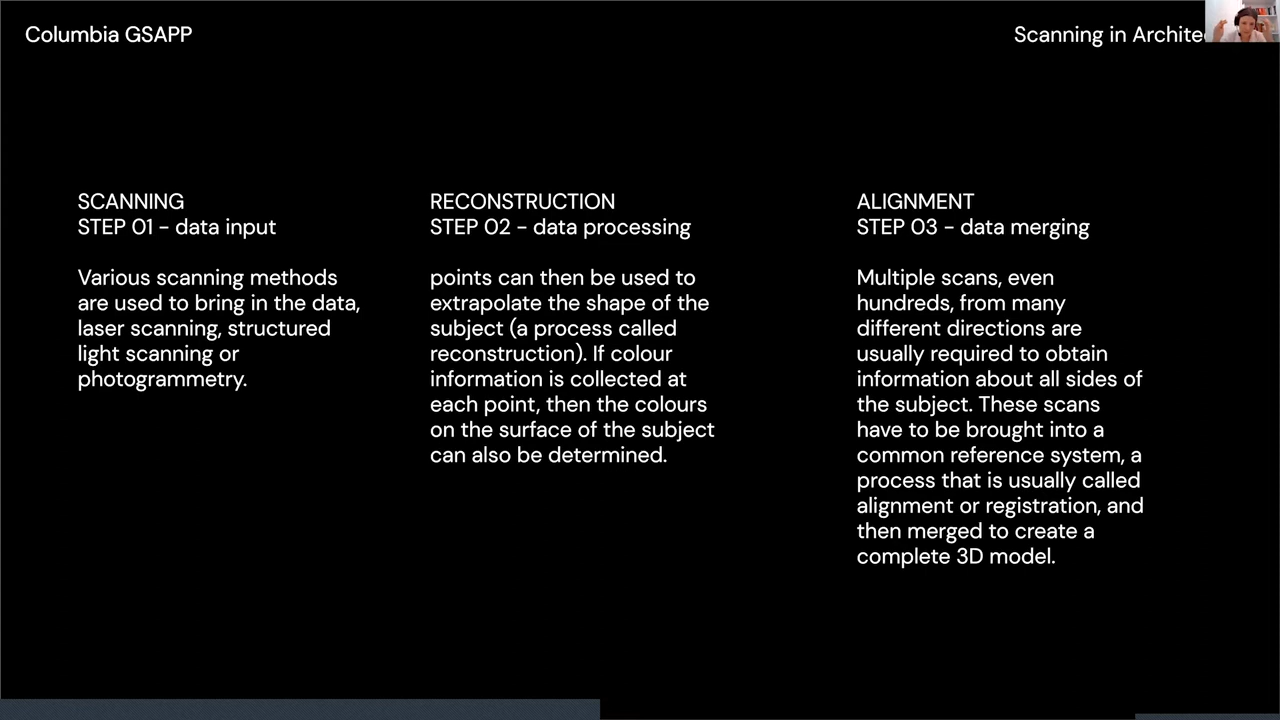 Columbia GSAPP
Scanning in
SCANNING
STEP 01 – data input
Various scanning methods
are used to bring in the data,
laser scanning, structured
light scanning or
photogrammetry.
RECONSTRUCTION
STEP 02 – data processing
points can then be used to
extrapolate the shape of the
subject (a process called
reconstruction). If colour
information is collected at
each point, then the colours
on the surface of the subject
can also be determined.
ALIGNMENT
STEP 03 – data merging
Multiple scans, even
hundreds, from many
different directions are
usually required to obtain
information about all sides of
the subject. These scans
have to be brought into a
common reference system, a
process that is usually called
alignment or registration, and
then merged to create a
complete 3D model.